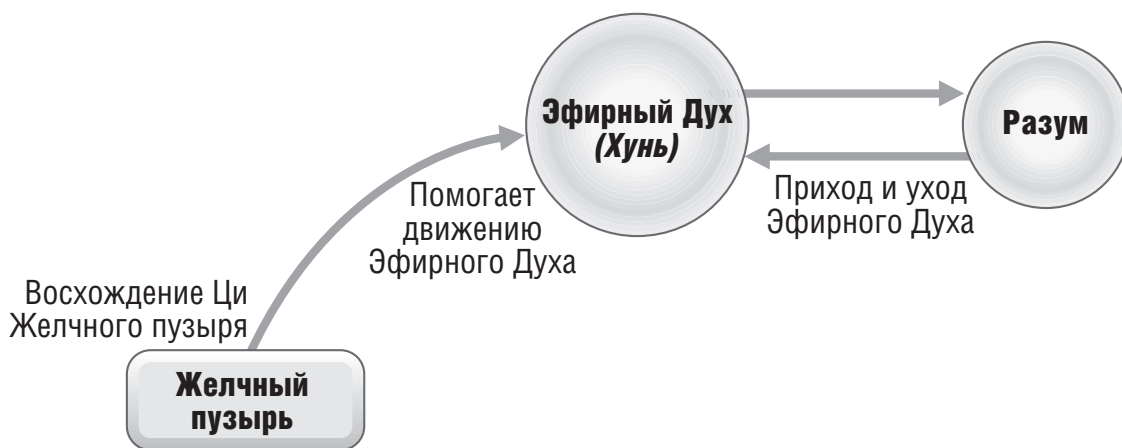 Эфирный Дух
(Хунь)
Разум
Приход и уход
Эфирного Духа
Помогает
движению
Эфирного Духа
Восхождение Ци
Желчного пузыря
Желчный
пузырь